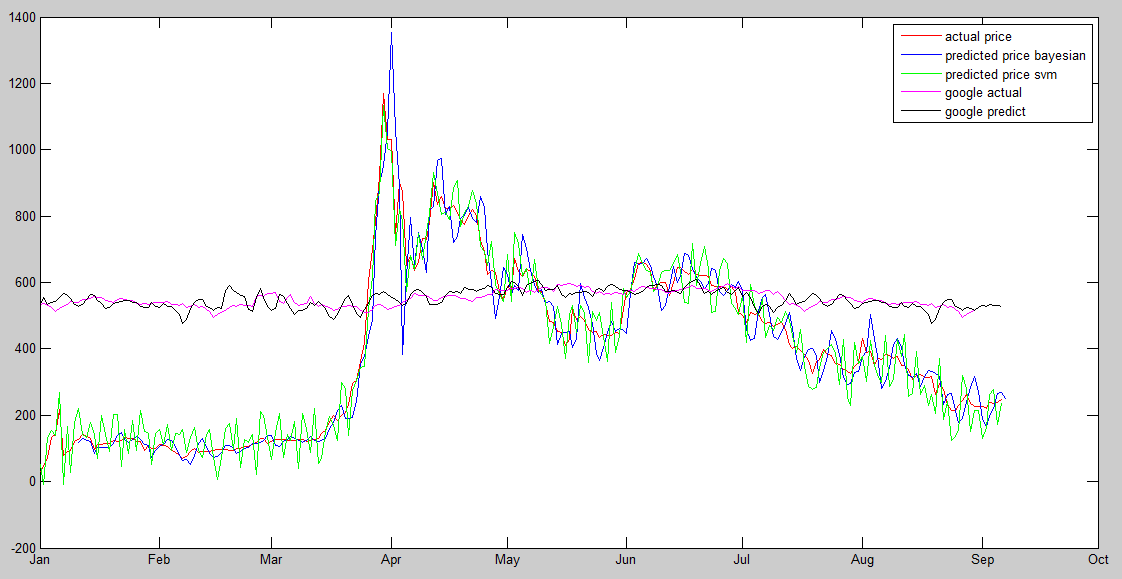 1400
1200
1000
800
600
400
200
0
-200
actual price
predicted price bayesian
predicted price svm
google actual
google predict
Jan Feb Mar Apr May Jun Jul Aug Sep Oct